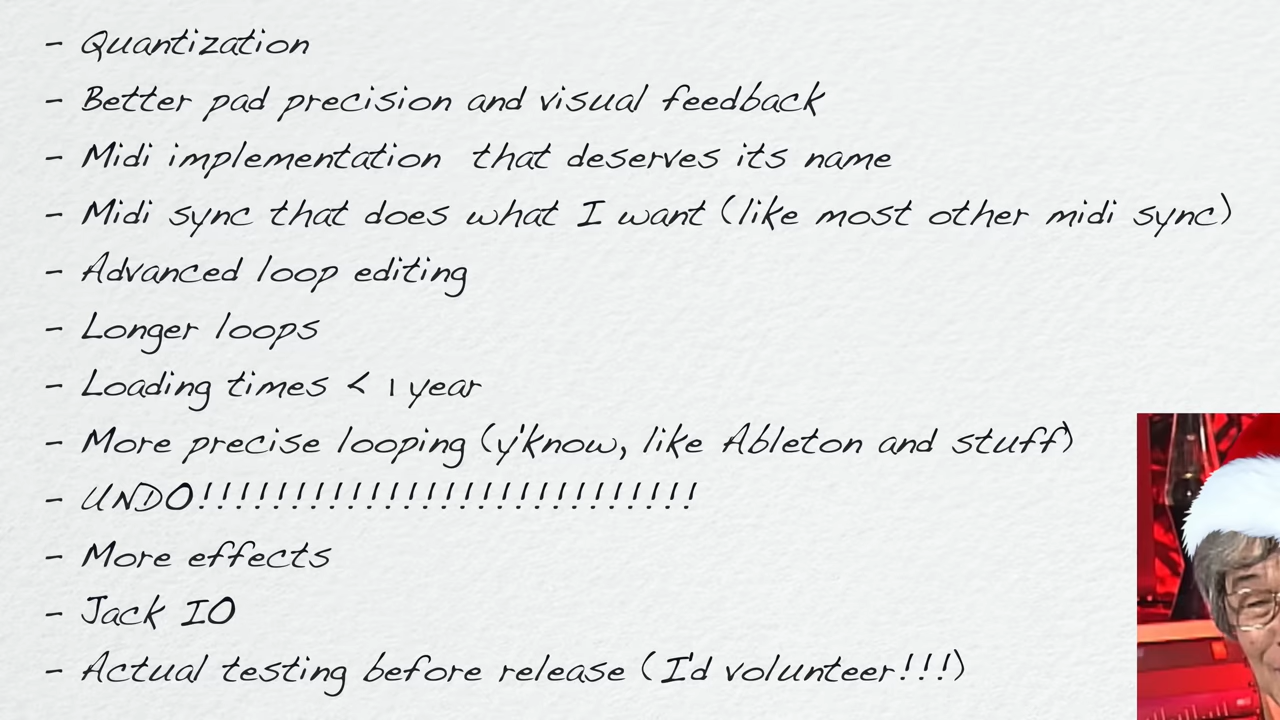 - Quantization
- Better pad precision and visual feedback
- Midi implementation that deserves its name
- Midi sync that does what I want (like most other midi sync)
- Advanced loop editing
- Longer loops
- Loading times < 1 year
- More precise looping (y'know, like Ableton and stuff)
- UNDO!!!!!!!!!!!!!!!!!!!!!!!!!!!
- More effects
- Jack IO
- Actual testing before release (I'd volunteer!!!)